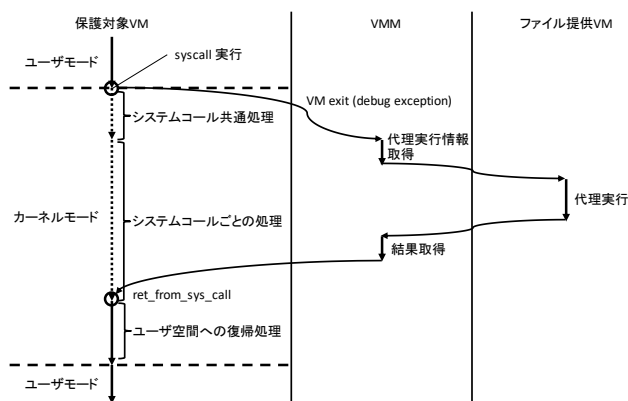 保護対象VM
VMM
ファイル提供VM
syscall 実行
ユーザモード
VM exit (debug exception)
システムコール共通処理
代理実行情報
取得
代理実行
カーネルモード
システムコールごとの処理
結果取得
ret_from_sys_call
ユーザ空間への復帰処理
ユーザモード